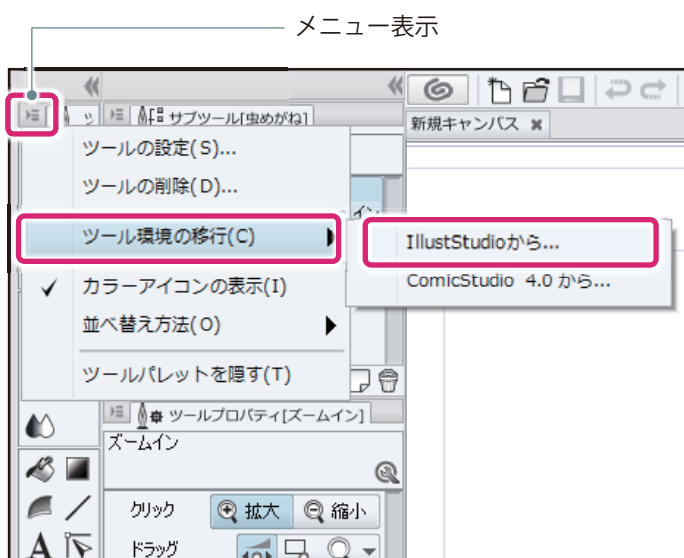 メニュー表示
サブツール[虫めがね]
新規キャンバス
ツールの設定(S)...
ツールの削除(D)...
ツール環境の移行(C)
IllustStudioから...
カラーアイコンの表示(I)
ComicStudio 4.0 から...
並べ替え方法(O)
ツールパレットを隠す(T)
ツールプロパティ[ズームイン]
ズームイン
クリック
拡大
縮小
ドラッグ